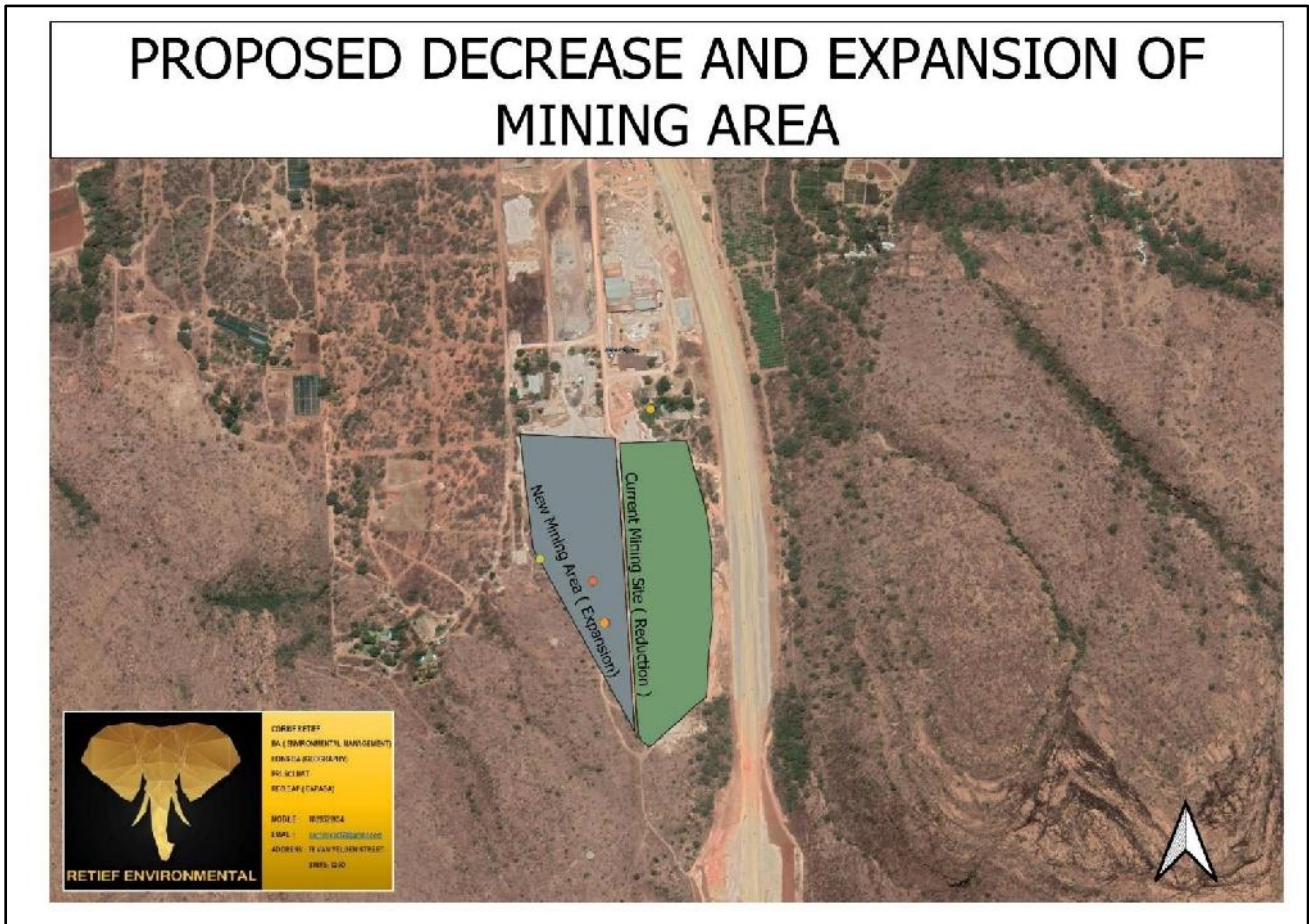 PROPOSED DECREASE AND EXPANSION OF
MINING AREA
New Mining Area ( Expansion)
Current Mining Site ( Reduction )
RETIEF ENVIRONMENTAL
BA ( ENVIRONMENTAL MANAGEMENT)
MOBILE :
EMAIL :
ADDRESS :
STREET